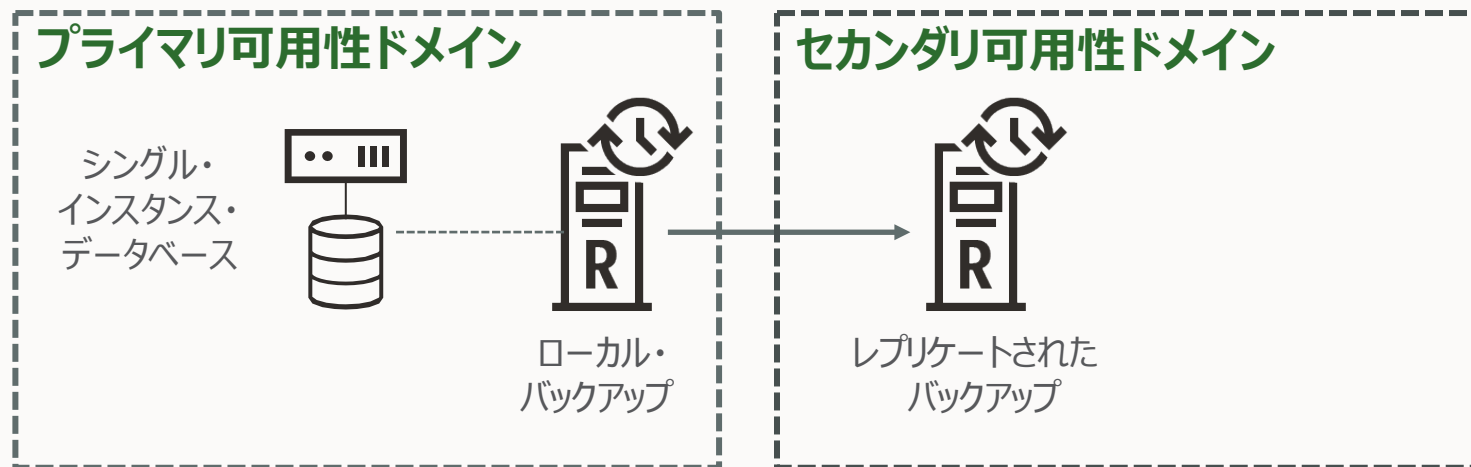 プライマリ可用性ドメイン
シングル・
インスタンス・
データベース
R
ローカル・
バックアップ
セカンダリ可用性ドメイン
R
レプリケートされた
バックアップ